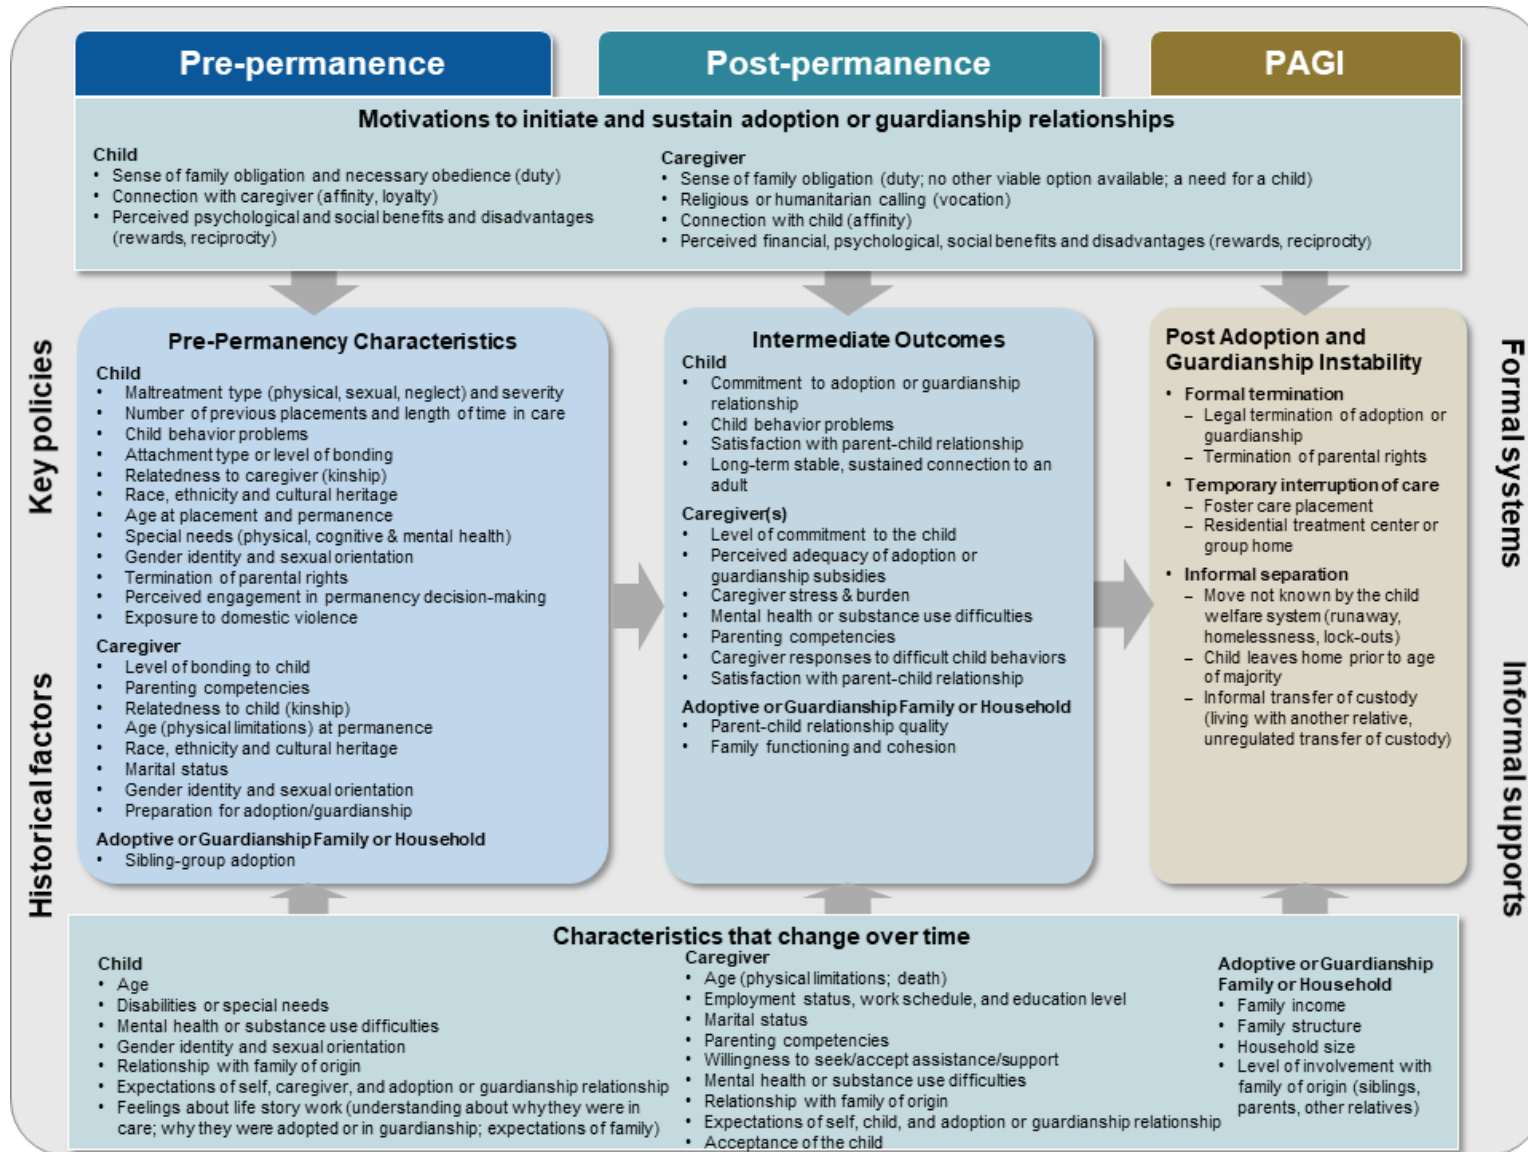 Pre-permanence
Post-permanence
PAGI
Motivations to initiate and sustain adoption or guardianship relationships
Child
• Sense of family obligation and necessary obedience (duty)
• Connection with caregiver (affinity, loyalty)
• Perceived psychological and social benefits and disadvantages
(rewards, reciprocity)
Caregiver
• Sense of family obligation (duty; no other viable option available; a need for a child)
• Religious or humanitarian calling (vocation)
• Connection with child (affinity)
• Perceived financial, psychological, social benefits and disadvantages (rewards, reciprocity)
Key policies
Historical factors
Pre-Permanency Characteristics
Child
• Maltreatment type (physical, sexual, neglect) and severity
• Number of previous placements and length of time in care
• Child behavior problems
• Attachment type or level of bonding
• Relatedness to caregiver (kinship)
• Race, ethnicity and cultural heritage
• Age at placement and permanence
• Special needs (physical, cognitive & mental health)
• Gender identity and sexual orientation
• Termination of parental rights
• Perceived engagement in permanency decision-making
• Exposure to domestic violence
Caregiver
• Level of bonding to child
• Parenting competencies
• Relatedness to child (kinship)
• Age (physical limitations) at permanence
• Race, ethnicity and cultural heritage
• Marital status
• Gender identity and sexual orientation
• Preparation for adoption/guardianship
Adoptive or Guardianship Family or Household
• Sibling-group adoption
Intermediate Outcomes
Child
• Commitment to adoption or guardianship
relationship
• Child behavior problems
• Satisfaction with parent-child relationship
• Long-term stable, sustained connection to an
adult
Caregiver(s)
• Level of commitment to the child
• Perceived adequacy of adoption or
guardianship subsidies
• Caregiver stress & burden
• Mental health or substance use difficulties
• Parenting competencies
• Caregiver responses to difficult child behaviors
• Satisfaction with parent-child relationship
Adoptive or Guardianship Family or Household
• Parent-child relationship quality
• Family functioning and cohesion
Post Adoption and
Guardianship Instability
• Formal termination
– Legal termination of adoption or
guardianship
– Termination of parental rights
• Temporary interruption of care
– Foster care placement
– Residential treatment center or
group home
• Informal separation
– Move not known by the child
welfare system (runaway,
homelessness, lock-outs)
– Child leaves home prior to age
of majority
– Informal transfer of custody
(living with another relative,
unregulated transfer of custody)
Formal systems
Informal supports
Characteristics that change over time
Child
• Age
• Disabilities or special needs
• Mental health or substance use difficulties
• Gender identity and sexual orientation
• Relationship with family of origin
• Expectations of self, caregiver, and adoption or guardianship relationship
• Feelings about life story work (understanding about why they were in
care; why they were adopted or in guardianship; expectations of family)
Caregiver
• Age (physical limitations; death)
• Employment status, work schedule, and education level
• Marital status
• Parenting competencies
• Willingness to seek/accept assistance/support
• Mental health or substance use difficulties
• Relationship with family of origin
• Expectations of self, child, and adoption or guardianship relationship
• Acceptance of the child
Adoptive or Guardianship
Family or Household
• Family income
• Family structure
• Household size
• Level of involvement with
family of origin (siblings,
parents, other relatives)